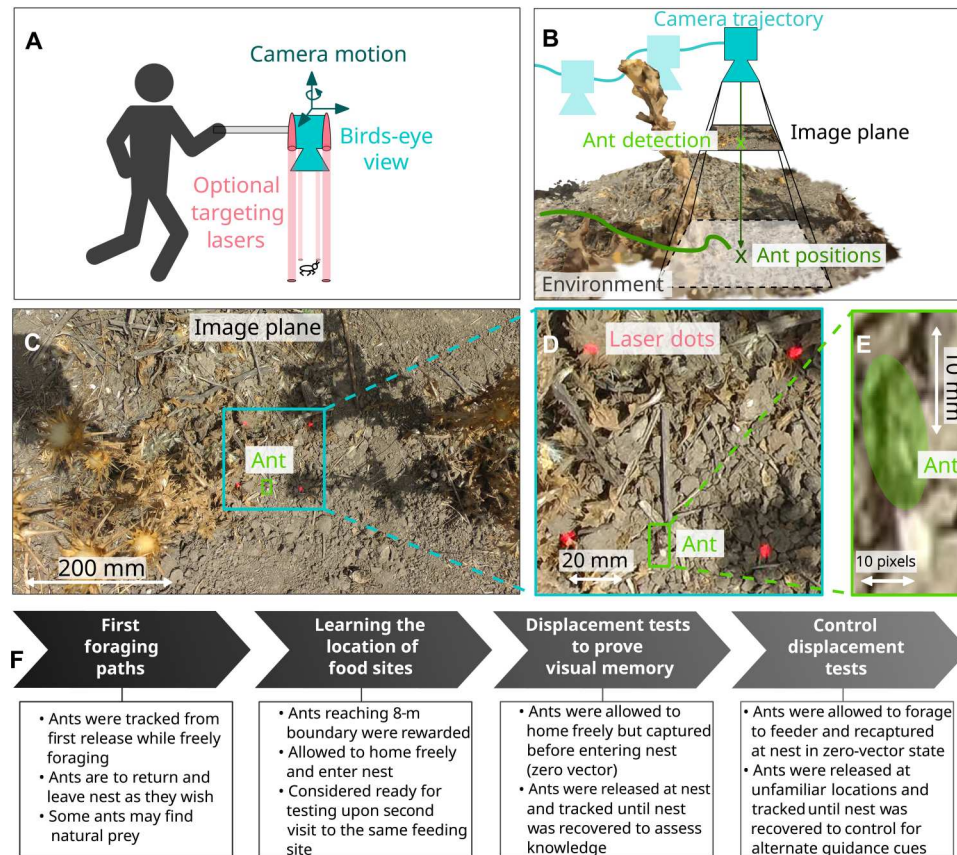 A
Camera motion
Birds-eye
view
Optional
targeting
lasers
B
Camera trajectory
Image plane
Ant detection
x
x Ant positions
Environment
C
Image plane
Ant
200 mm
D
Laser dots
Ant
20 mm
E
10 mm
Ant
10 pixels
F
First
foraging
paths
• Ants were tracked from
first release while freely
foraging
• Ants are to return and
leave nest as they wish
• Some ants may find
natural prey
Learning the
location of
food sites
• Ants reaching 8-m
boundary were rewarded
• Allowed to home freely
and enter nest
• Considered ready for
testing upon second
visit to the same feeding
site
Displacement tests
to prove
visual memory
• Ants were allowed to
home freely but captured
before entering nest
(zero vector)
• Ants were released at nest
and tracked until nest
was recovered to assess
knowledge
Control
displacement
tests
• Ants were allowed to forage
to feeder and recaptured
at nest in zero-vector state
• Ants were released at
unfamiliar locations and
tracked until nest was
recovered to control for
alternate guidance cues